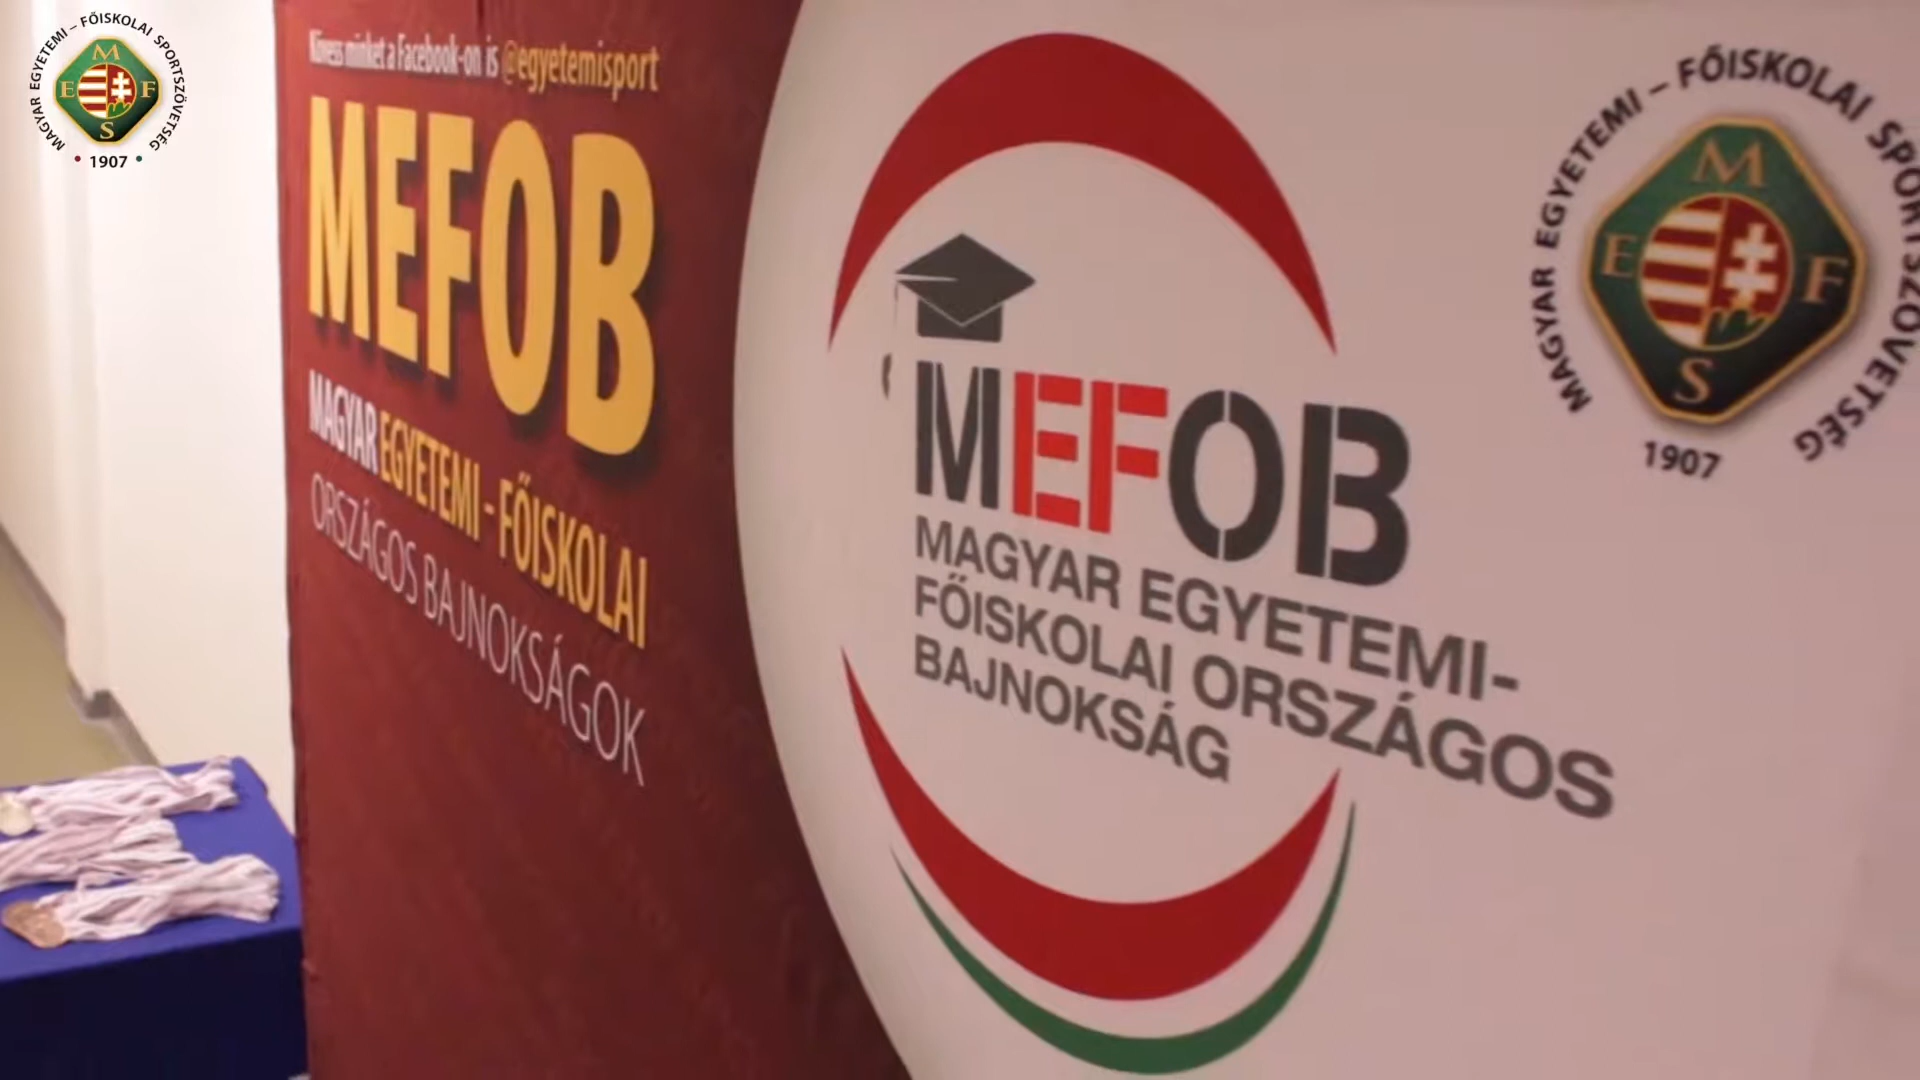 MAGYAR EGYETEMI – FŐISKOLAI SPORTSZÖVETSÉG
M
E F
S
• 1907 •
Kövess minket a Facebook-on is @egyetemisport
MEFOB
MAGYAR EGYETEMI - FŐISKOLAI
ORSZÁGOS BAJNOKSÁGOK
MEFOB
MAGYAR EGYETEMI-
FŐISKOLAI ORSZÁGOS
BAJNOKSÁG
MAGYAR EGYETEMI – FŐISKOLAI SPORTSZÖVETSÉG
M
E F
S
1907